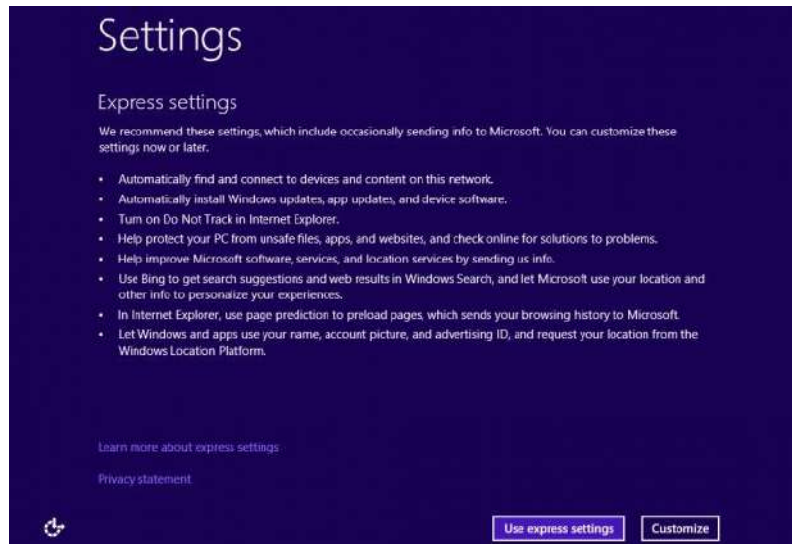 Settings
Express settings
We recommend these settings, which include occasionally sending info to Microsoft. You can customize these
settings now or later.
• Automatically find and connect to devices and content on this network.
• Automatically install Windows updates, app updates, and device software.
• Turn on Do Not Track in Internet Explorer.
• Help protect your PC from unsafe files, apps, and websites, and check online for solutions to problems.
• Help improve Microsoft software, services, and location services by sending us info.
• Use Bing to get search suggestions and web results in Windows Search, and let Microsoft use your location and
other info to personalize your experiences.
• In Internet Explorer, use page prediction to preload pages, which sends your browsing history to Microsoft.
• Let Windows and apps use your name, account picture, and advertising ID, and request your location from the
Windows Location Platform.
Learn more about express settings
Privacy statement
Use express settings
Customize